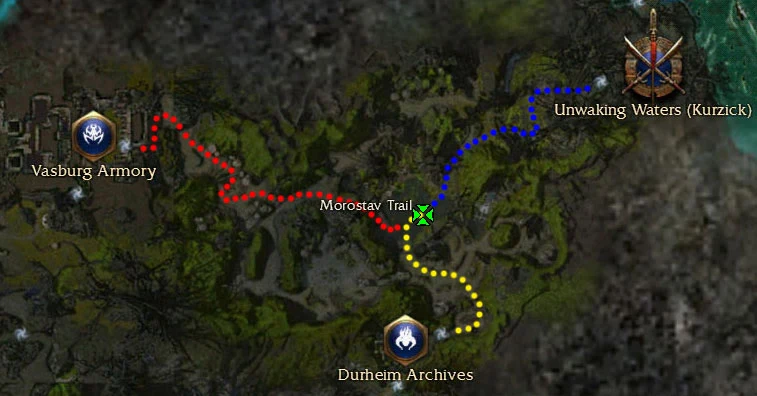 Unwaking Waters (Kurzick)
Vasburg Armory
Morostav Trail
Durheim Archives